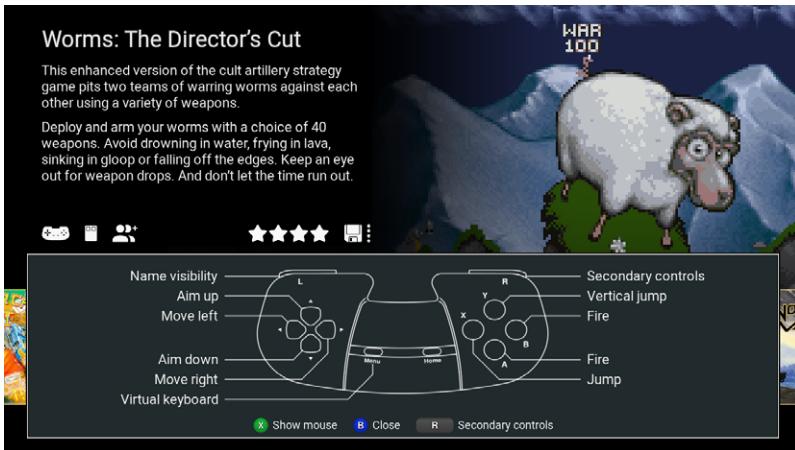 Worms: The Director's Cut
WAR
100
This enhanced version of the cult artillery strategy
game pits two teams of warring worms against each
other using a variety of weapons.
Deploy and arm your worms with a choice of 40
weapons. Avoid drowning in water, frying in lava,
sinking in gloop or falling off the edges. Keep an eye
out for weapon drops. And don't let the time run out.
Name visibility
L
R
Secondary controls
Aim up
Y
Vertical jump
Move left
X
Fire
B
Aim down
Menu
Home
A
Fire
Move right
Jump
Virtual keyboard
X Show mouse B Close R Secondary controls